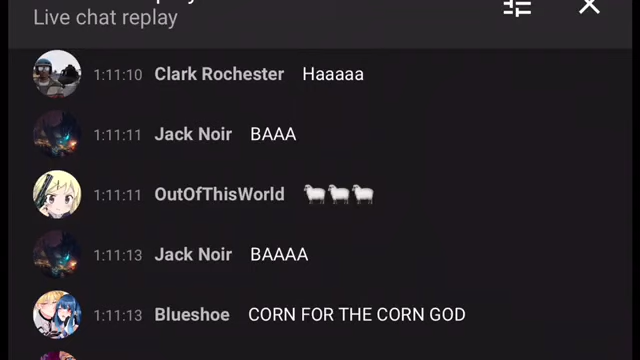 Live chat replay
1:11:10 Clark Rochester Haaaaa
1:11:11 Jack Noir BAAA
1:11:11 OutOfThisWorld 🐑🐑🐑
1:11:13 Jack Noir BAAAA
1:11:13 Blueshoe CORN FOR THE CORN GOD